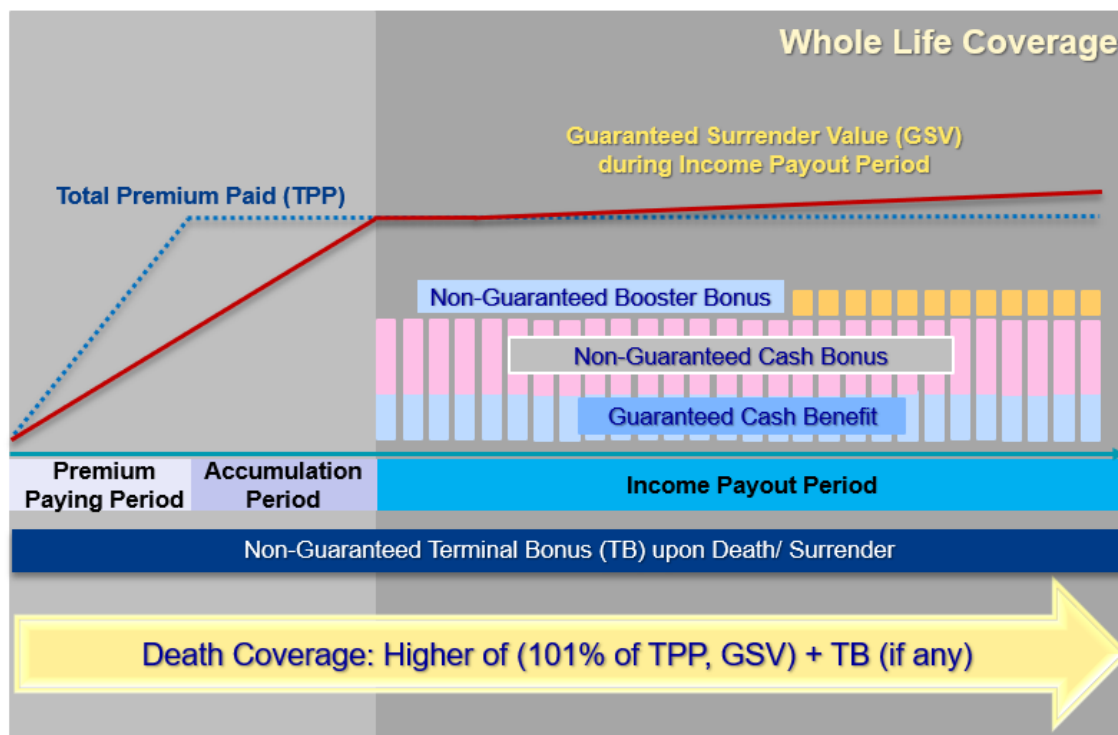 Whole Life Coverage
Guaranteed Surrender Value (GSV)
during Income Payout Period
Total Premium Paid (TPP)
Non-Guaranteed Booster Bonus
Non-Guaranteed Cash Bonus
Guaranteed Cash Benefit
Premium
Paying Period
Accumulation
Period
Income Payout Period
Non-Guaranteed Terminal Bonus (TB) upon Death/ Surrender
Death Coverage: Higher of (101% of TPP, GSV) + TB (if any)